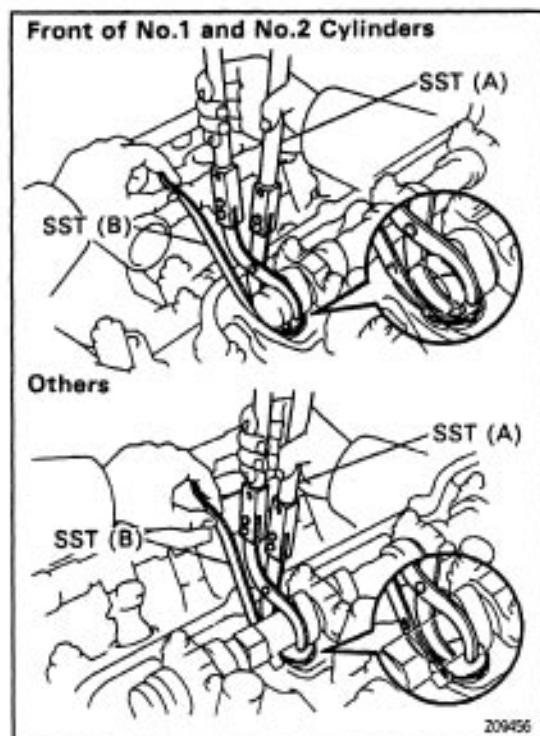 Front of No.1 and No.2 Cylinders
SST (A)
SST (B)
Others
SST (A)
SST (B)
Z09456